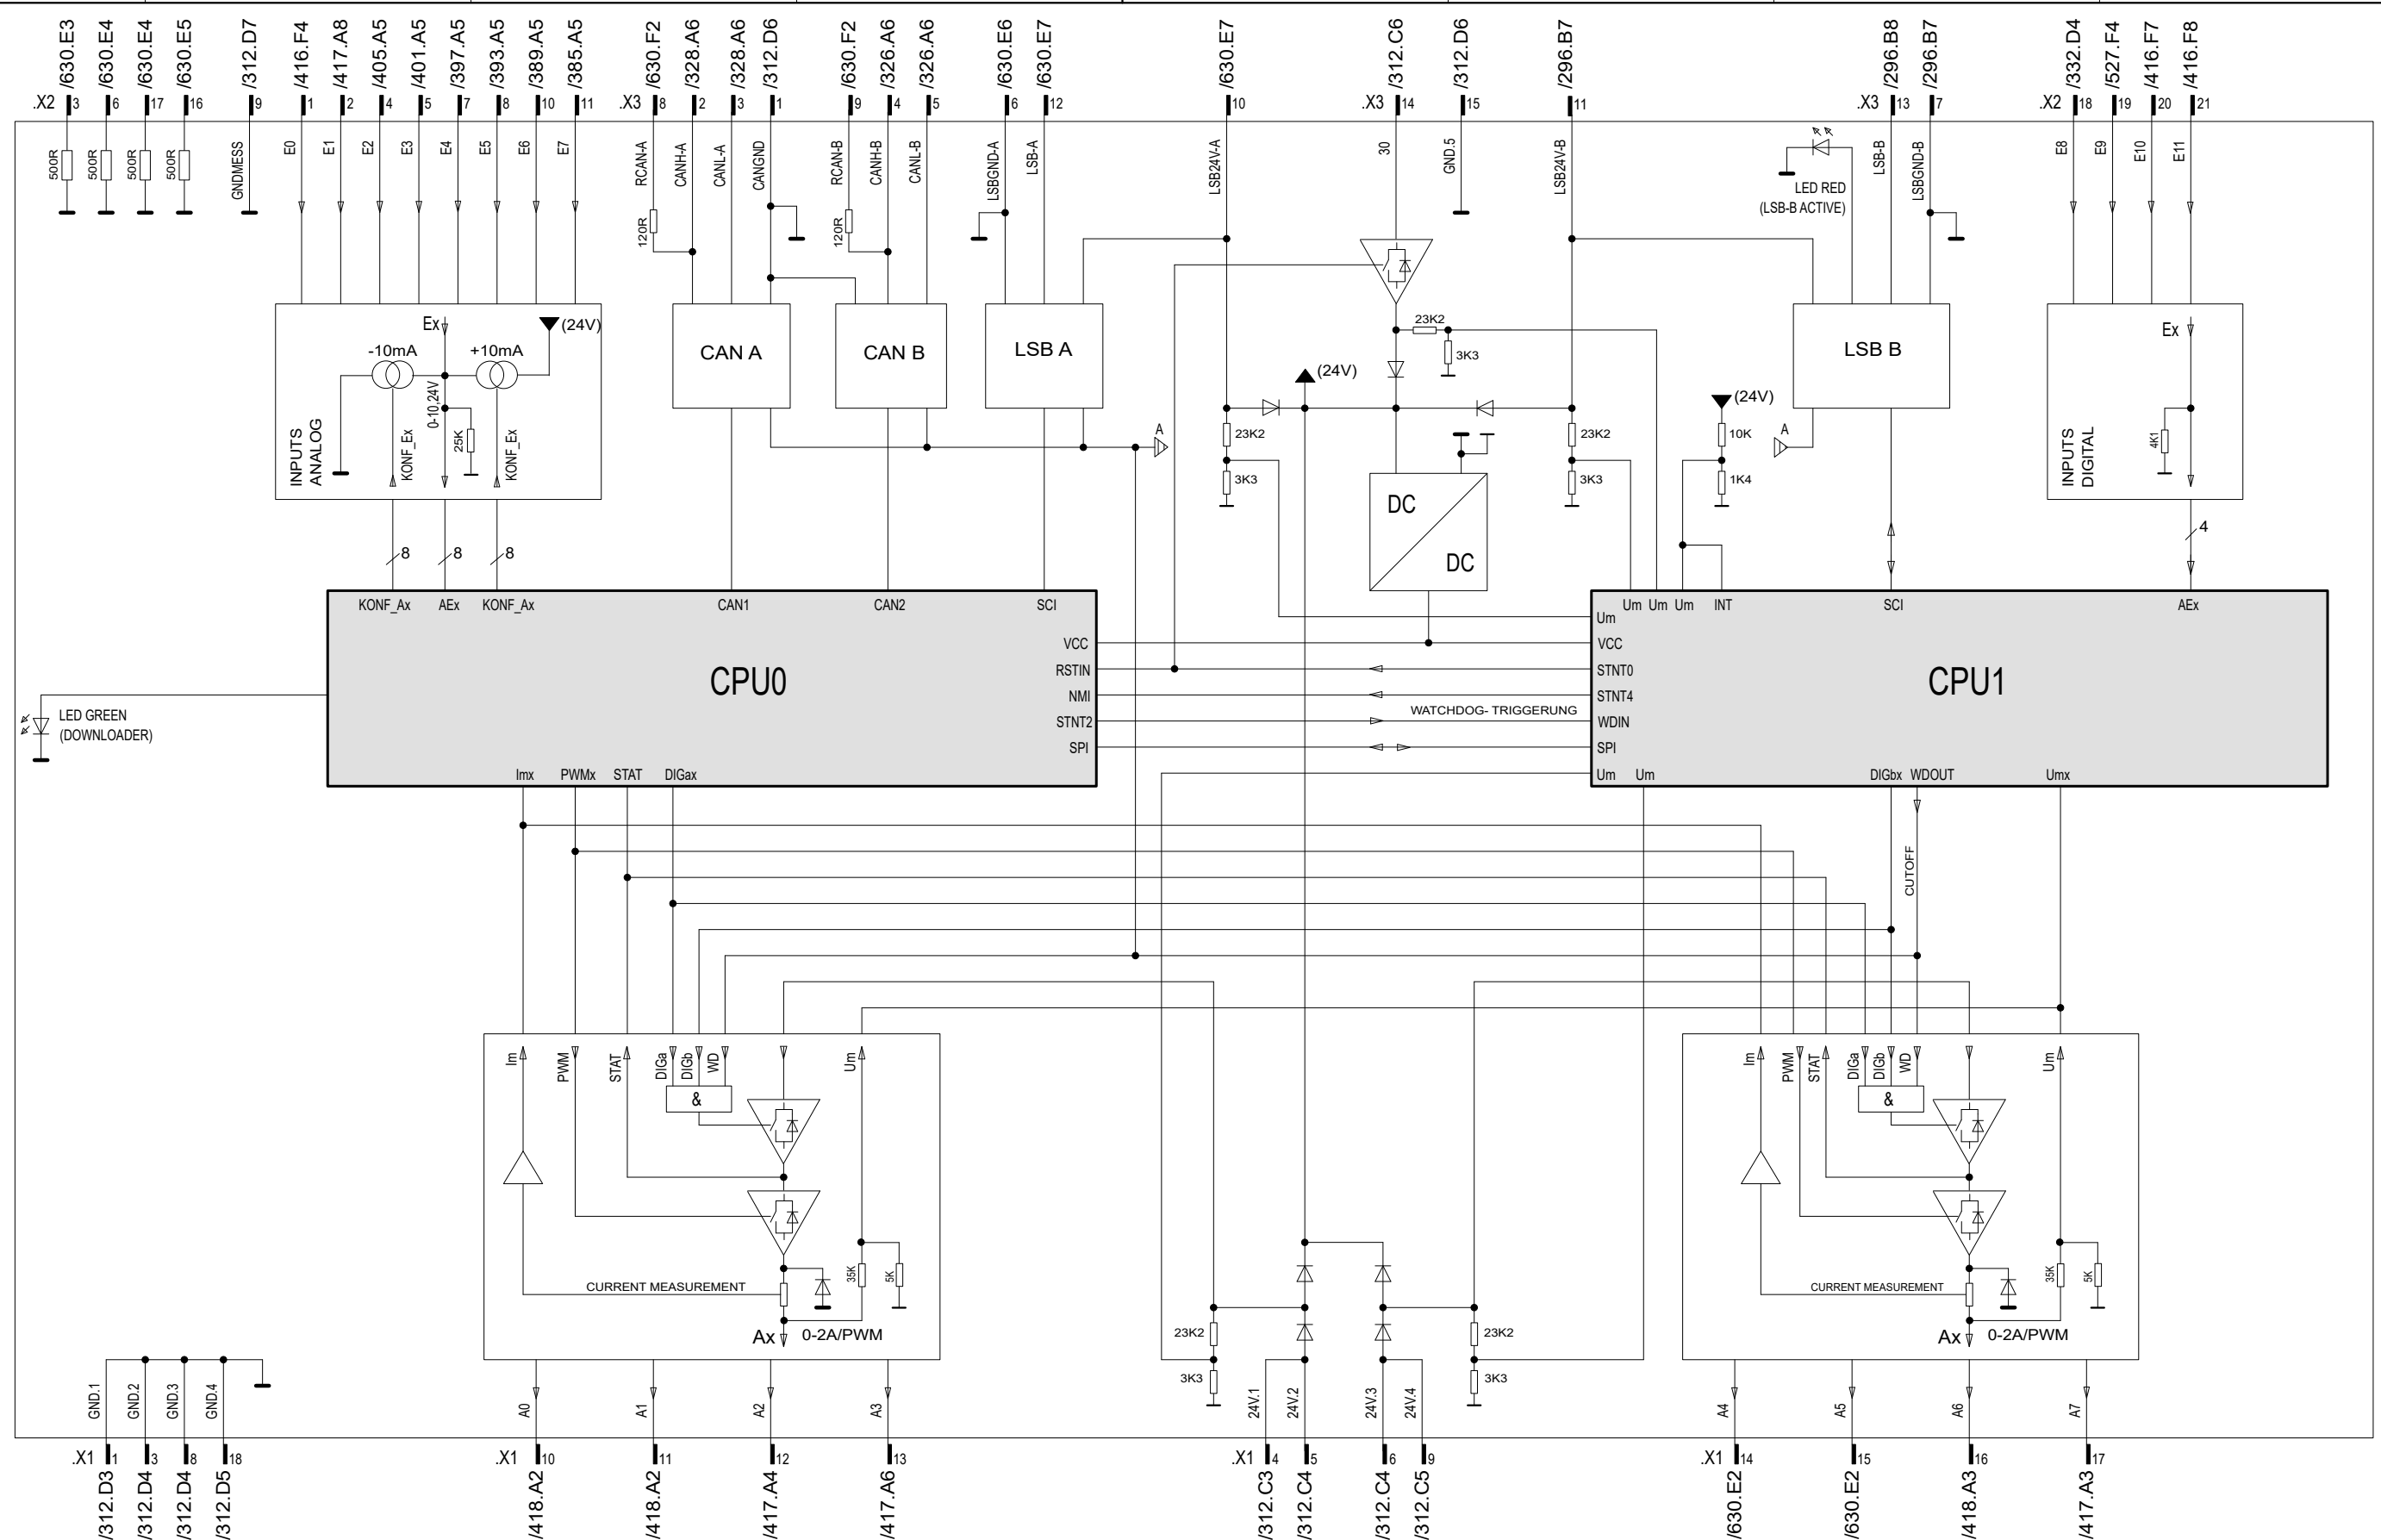 /630.E3
/630.E4
/630.E4
/630.E5
/312.D7
/416.F4
/417.A8
/405.A5
/401.A5
/397.A5
/393.A5
/389.A5
/385.A5
/630.F2
/328.A6
/328.A6
/312.D6
/630.F2
/326.A6
/326.A6
/630.E6
/630.E7
/630.E7
/312.C6
/312.D6
/296.B7
/296.B8
/296.B7
/332.D4
/527.F4
/416.F7
/416.F8
.X2 3 6 17 16 9 1 2 4 5 7 8 10 11
.X3 8 2 3 1 9 4 5 6 12 10
.X3 14 15 11
.X3 13 7
.X2 18 19 20 21
500R
500R
500R
500R
GNDMESS
E0
E1
E2
E3
E4
E5
E6
E7
RCAN-A
CANH-A
CANL-A
CANGND
RCAN-B
CANH-B
CANL-B
LSBGND-A
LSB-A
LSB24V-A
30
GND.5
LSB24V-B
LSB-B
LSBGND-B
E8
E9
E10
E11
120R
120R
LED RED
(LSB-B ACTIVE)
Ex
(24V)
-10mA
+10mA
0-10,24V
25K
KONF_Ex
KONF_Ex
INPUTS
ANALOG
CAN A
CAN B
LSB A
A
23K2
3K3
(24V)
23K2
3K3
DC
DC
23K2
3K3
(24V)
10K
1K4
A
LSB B
Ex
4K1
INPUTS
DIGITAL
8
8
8
4
KONF_Ax
AEx
KONF_Ax
CAN1
CAN2
SCI
VCC
RSTIN
NMI
STNT2
SPI
CPU0
Imx
PWMx
STAT
DIGax
LED GREEN
(DOWNLOADER)
WATCHDOG- TRIGGERUNG
Um
Um
Um
INT
SCI
AEx
Um
VCC
STNT0
STNT4
WDIN
SPI
Um
Um
CPU1
DIGbx
WDOUT
Umx
CUTOFF
Im
PWM
STAT
DIGa
DIGb
WD
Um
&
CURRENT MEASUREMENT
35K
5K
Ax
0-2A/PWM
Im
PWM
STAT
DIGa
DIGb
WD
Um
&
CURRENT MEASUREMENT
35K
5K
Ax
0-2A/PWM
23K2
3K3
23K2
3K3
GND.1
GND.2
GND.3
GND.4
A0
A1
A2
A3
24V.1
24V.2
24V.3
24V.4
A4
A5
A6
A7
.X1 1 3 8 18
.X1 10 11 12 13
.X1 4 5 6 9
.X1 14 15 16 17
/312.D3
/312.D4
/312.D4
/312.D5
/418.A2
/418.A2
/417.A4
/417.A6
/312.C3
/312.C4
/312.C4
/312.C5
/630.E2
/630.E2
/418.A3
/417.A3